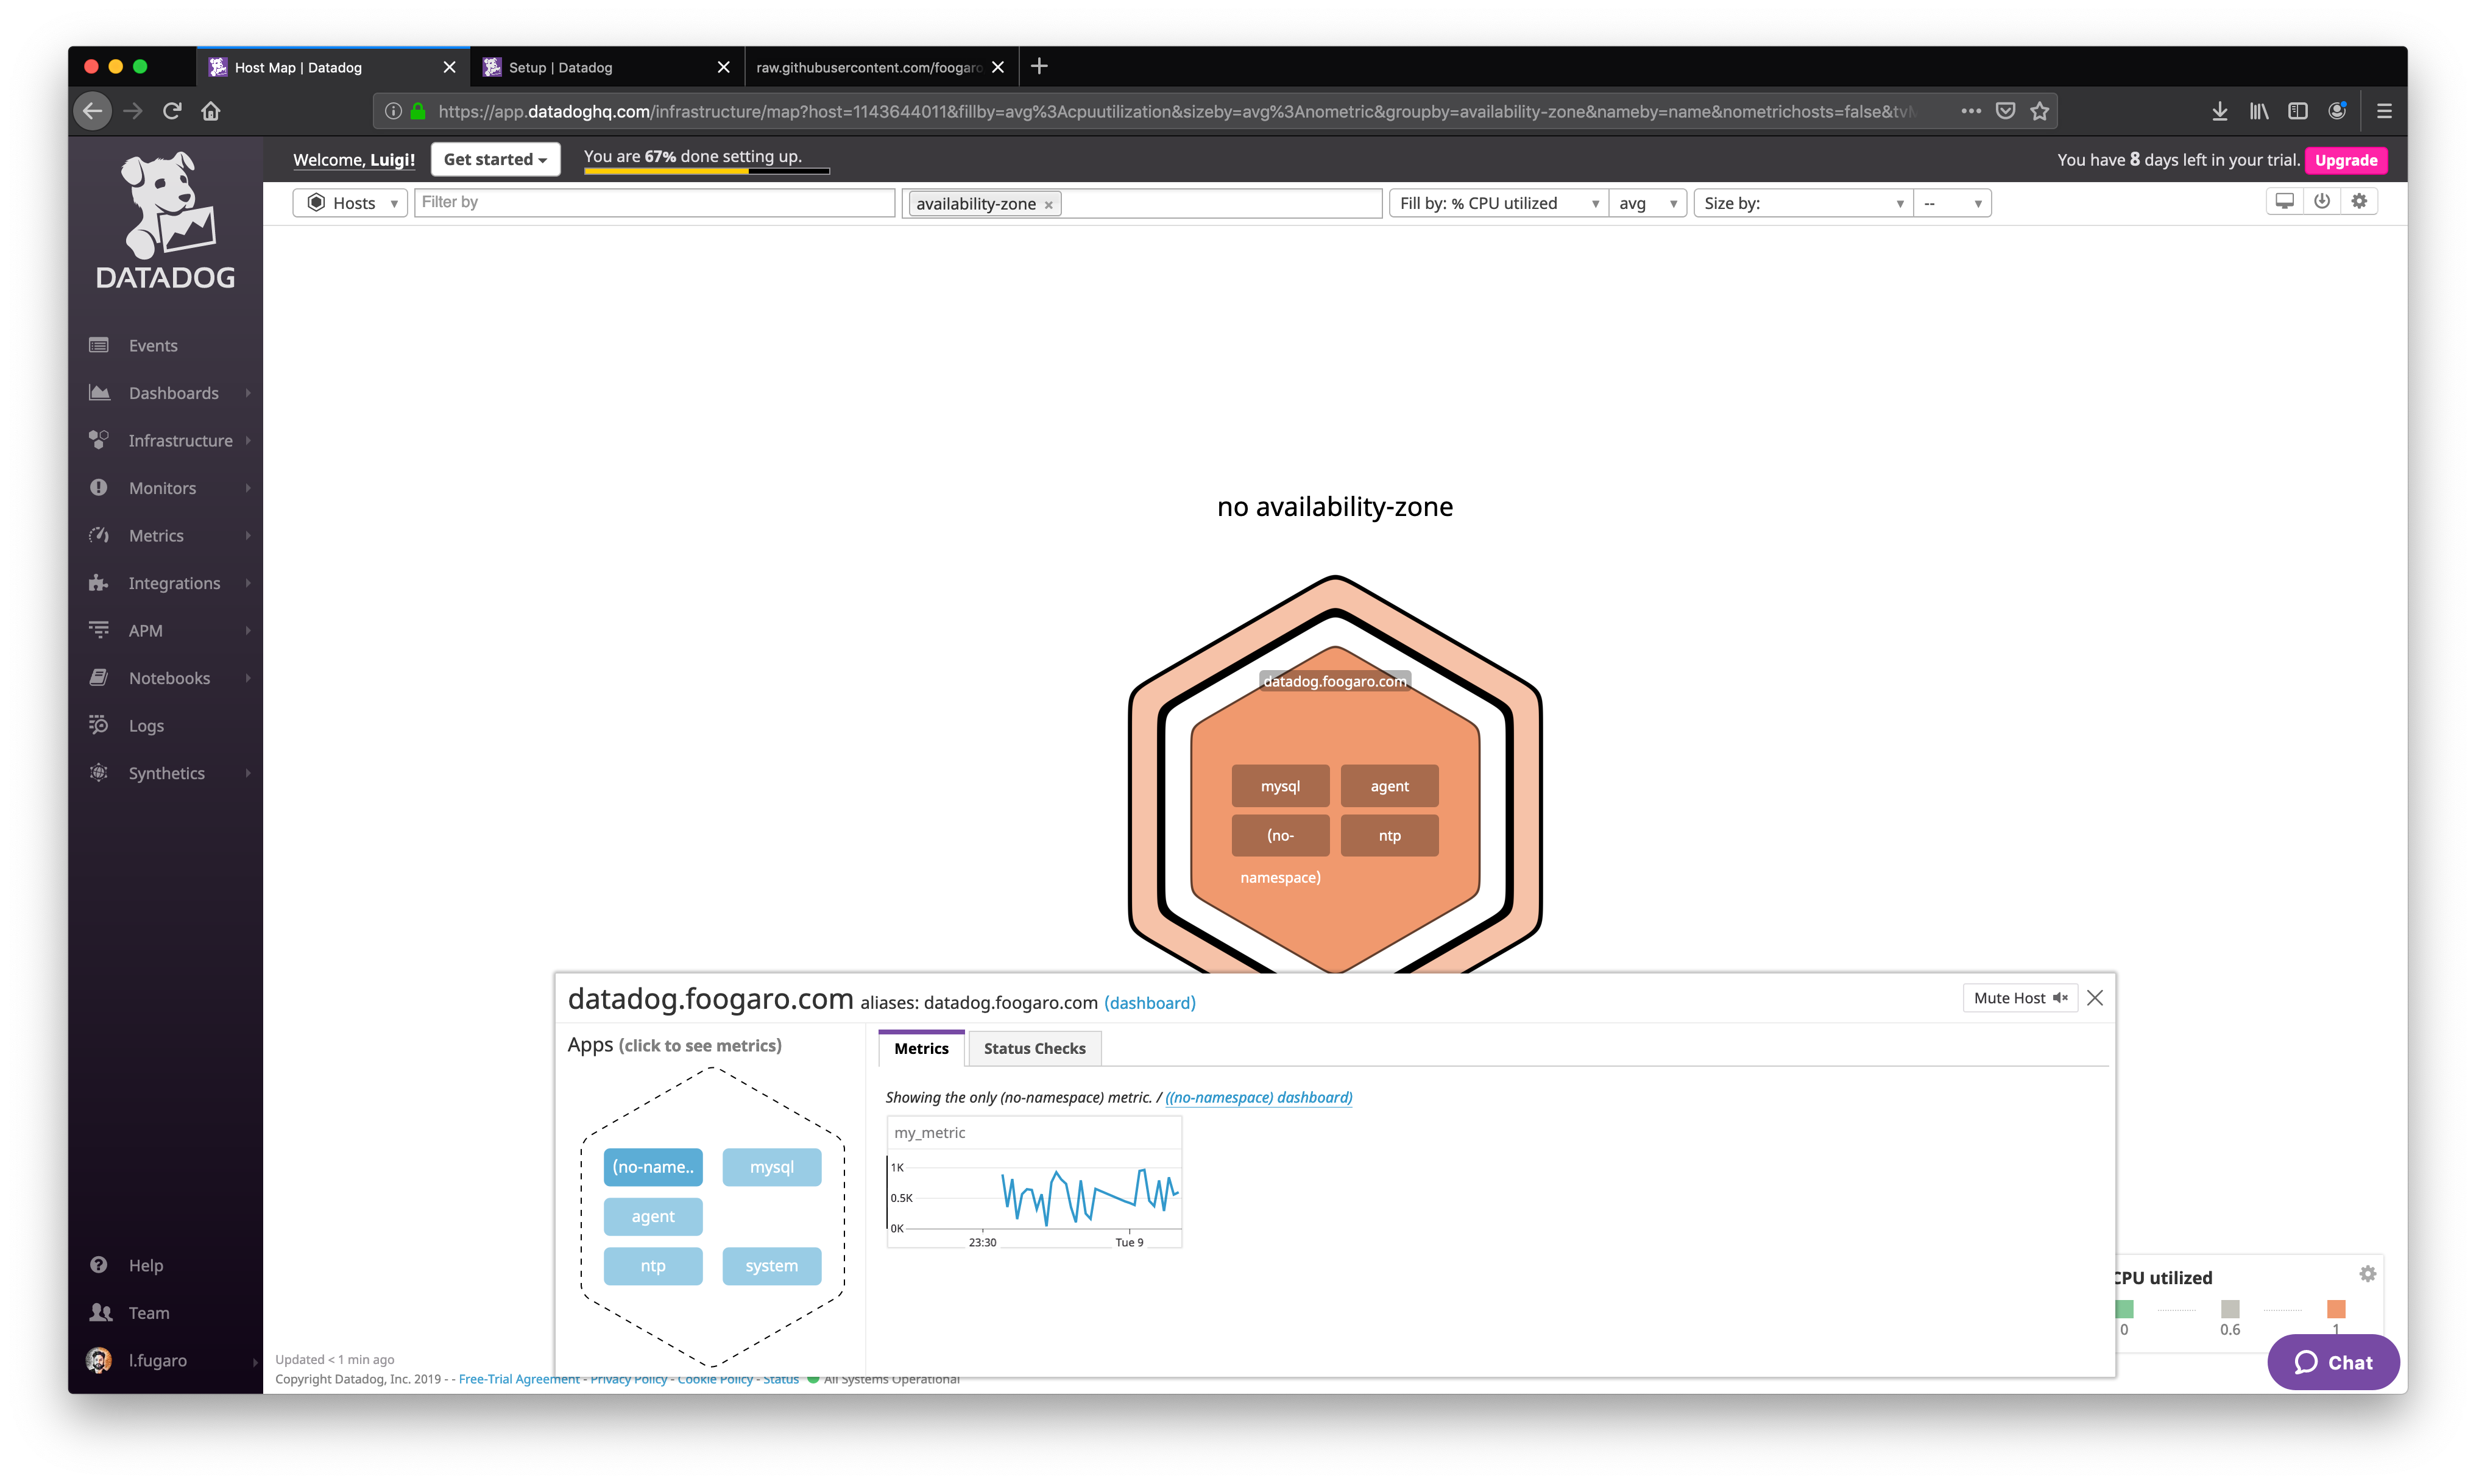 Host Map | Datadog
Setup | Datadog
raw.githubusercontent.com/foogaro
https://app.datadoghq.com/infrastructure/map?host=1143644011&fillby=avg%3Acpuutilization&sizeby=avg%3Anometric&groupby=availability-zone&nameby=name&nometrichosts=false&tvM
DATADOG
Welcome, Luigi!
Get started
You are 67% done setting up.
You have 8 days left in your trial.
Upgrade
Hosts
Filter by
availability-zone ×
Fill by: % CPU utilized
avg
Size by:
--
Events
Dashboards
Infrastructure
Monitors
Metrics
Integrations
APM
Notebooks
Logs
Synthetics
Help
Team
l.fugaro
no availability-zone
datadog.foogaro.com
mysql
agent
(no-
namespace)
ntp
datadog.foogaro.com aliases: datadog.foogaro.com (dashboard)
Mute Host
Apps (click to see metrics)
(no-name..
mysql
agent
ntp
system
Metrics
Status Checks
Showing the only (no-namespace) metric. / ((no-namespace) dashboard)
my_metric
1K
0.5K
0K
23:30
Tue 9
CPU utilized
0
0.6
1
Chat
Updated < 1 min ago
Copyright Datadog, Inc. 2019 - - Free-Trial Agreement - Privacy Policy - Cookie Policy - Status All Systems Operational